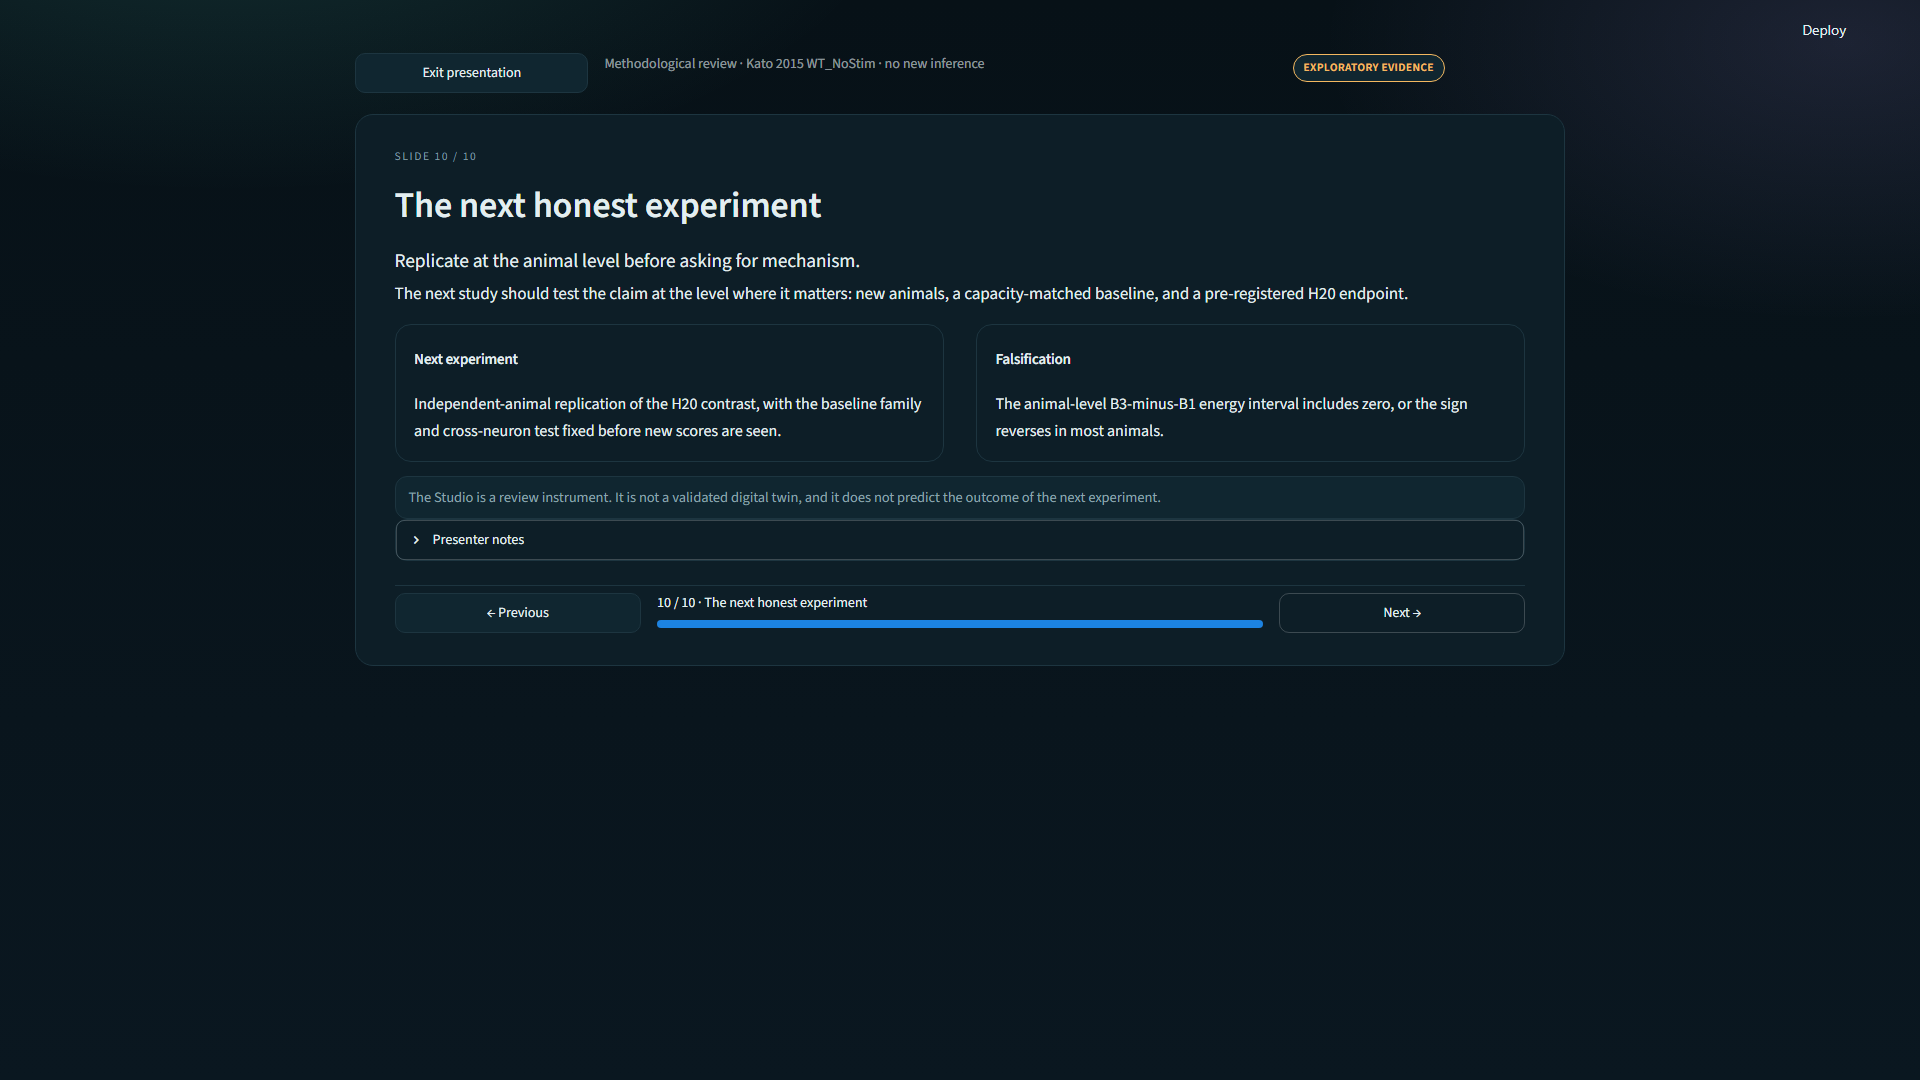 Deploy
Exit presentation
Methodological review · Kato 2015 WT_NoStim · no new inference
EXPLORATORY EVIDENCE
SLIDE 10 / 10
The next honest experiment
Replicate at the animal level before asking for mechanism.
The next study should test the claim at the level where it matters: new animals, a capacity-matched baseline, and a pre-registered H20 endpoint.
Next experiment
Independent-animal replication of the H20 contrast, with the baseline family
and cross-neuron test fixed before new scores are seen.
Falsification
The animal-level B3-minus-B1 energy interval includes zero, or the sign
reverses in most animals.
The Studio is a review instrument. It is not a validated digital twin, and it does not predict the outcome of the next experiment.
Presenter notes
← Previous
10 / 10 · The next honest experiment
Next →